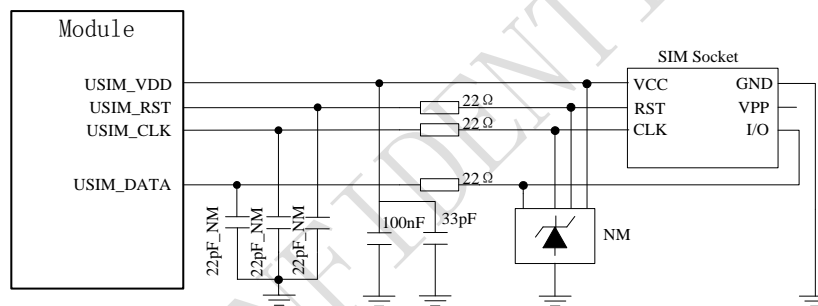 Module
SIM Socket
USIM_VDD
VCC
GND
USIM_RST
22Ω
RST
VPP
USIM_CLK
22Ω
CLK
I/O
USIM_DATA
22Ω
22pF_NM
22pF_NM
22pF_NM
100nF
33pF
NM